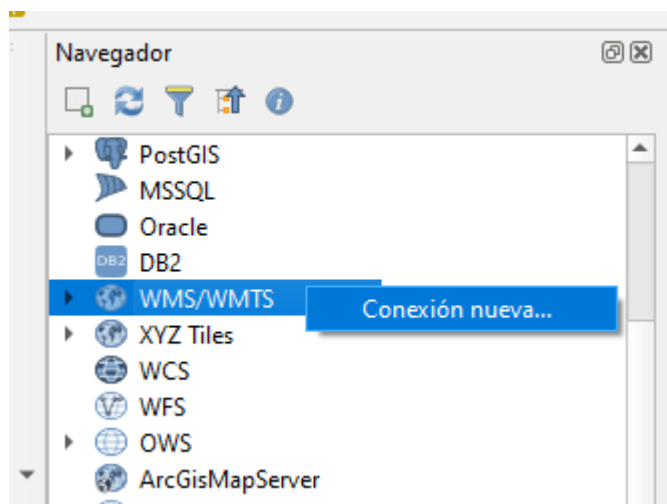 Navegador
PostGIS
MSSQL
Oracle
DB2 DB2
WMS/WMTS
Conexión nueva...
XYZ Tiles
WCS
WFS
OWS
ArcGisMapServer